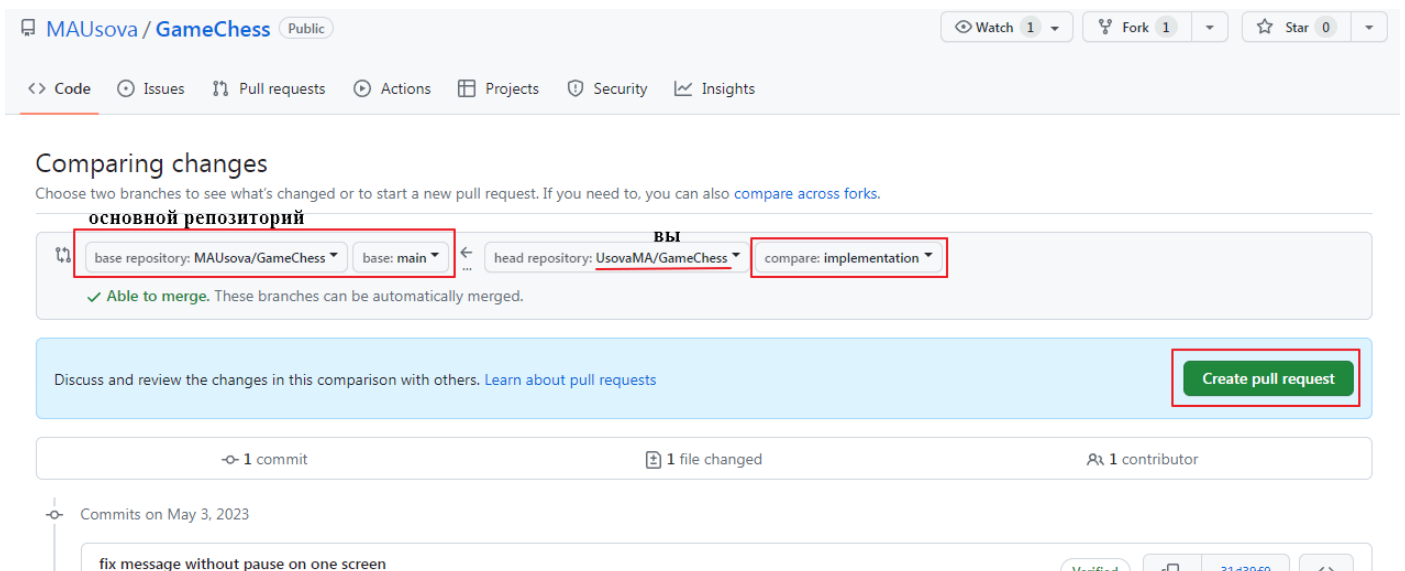 MAUsova / GameChess Public
Watch 1 Fork 1 Star 0
Code Issues Pull requests Actions Projects Security Insights
Comparing changes
Choose two branches to see what's changed or to start a new pull request. If you need to, you can also compare across forks.
основной репозиторий
вы
base repository: MAUsova/GameChess base: main ← ... head repository: UsovaMA/GameChess compare: implementation
✓ Able to merge. These branches can be automatically merged.
Discuss and review the changes in this comparison with others. Learn about pull requests
Create pull request
1 commit 1 file changed 1 contributor
Commits on May 3, 2023
fix message without pause on one screen
Verified